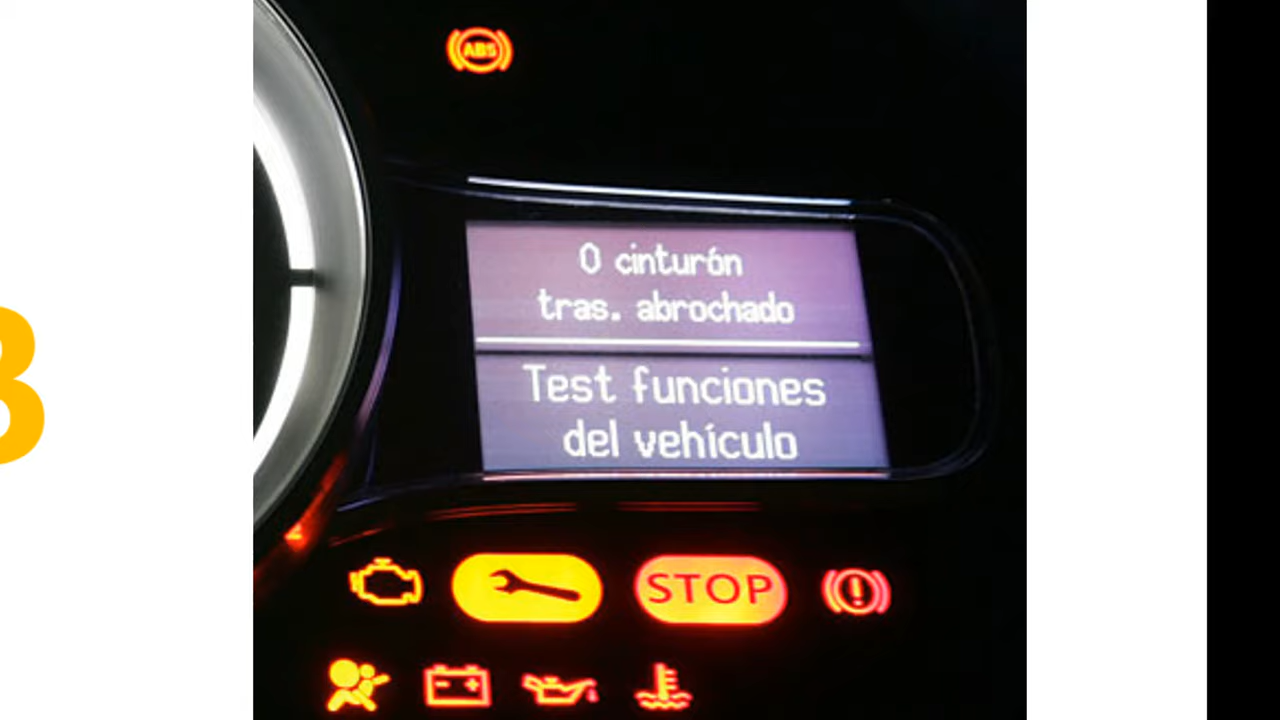 ABS
0 cinturón
tras. abrochado
Test funciones
del vehículo
STOP